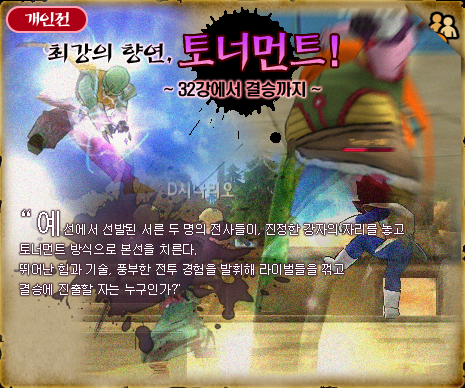 개인전
최강의 향연, 토너먼트!
~ 32강에서 결승까지 ~
D시나리오
“ 예선에서 선발된 서른 두 명의 전사들이, 진정한 강자의 자리를 놓고
토너먼트 방식으로 본선을 치른다.
뛰어난 힘과 기술, 풍부한 전투 경험을 발휘해 라이벌들을 꺾고
결승에 진출할 자는 누구인가?”